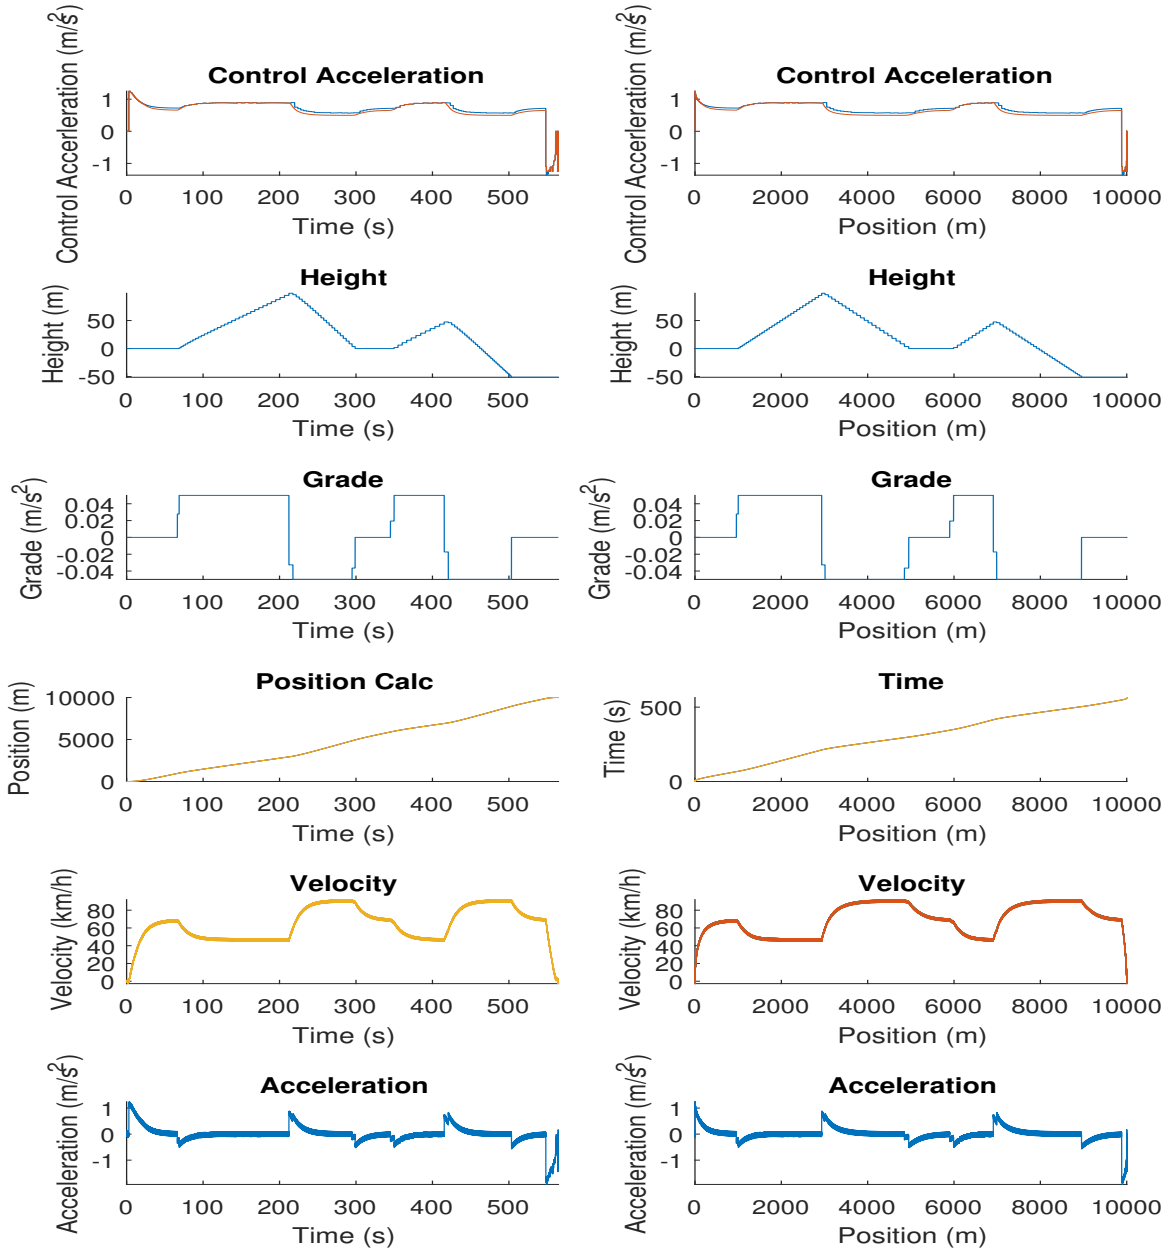 Control Acceleration
Control Accerleration (m/s²)
1
0
-1
0 100 200 300 400 500
Time (s)
Control Acceleration
Control Accerleration (m/s²)
1
0
-1
0 2000 4000 6000 8000 10000
Position (m)
Height
Height (m)
50
0
-50
0 100 200 300 400 500
Time (s)
Height
Height (m)
50
0
-50
0 2000 4000 6000 8000 10000
Position (m)
Grade
Grade (m/s²)
0.04
0.02
0
-0.02
-0.04
0 100 200 300 400 500
Time (s)
Grade
Grade (m/s²)
0.04
0.02
0
-0.02
-0.04
0 2000 4000 6000 8000 10000
Position (m)
Position Calc
Position (m)
10000
5000
0
0 100 200 300 400 500
Time (s)
Time
Time (s)
500
0
0 2000 4000 6000 8000 10000
Position (m)
Velocity
Velocity (km/h)
80
60
40
20
0
0 100 200 300 400 500
Time (s)
Velocity
Velocity (km/h)
80
60
40
20
0
0 2000 4000 6000 8000 10000
Position (m)
Acceleration
Acceleration (m/s²)
1
0
-1
0 100 200 300 400 500
Time (s)
Acceleration
Acceleration (m/s²)
1
0
-1
0 2000 4000 6000 8000 10000
Position (m)